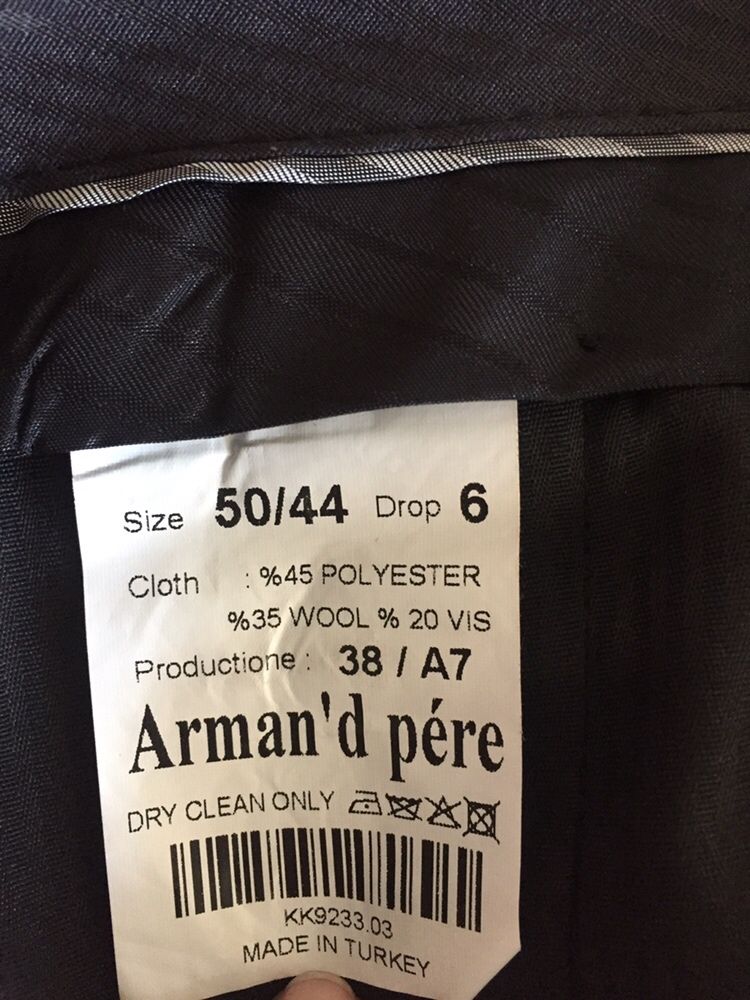 Size 50/44 Drop 6
Cloth : %45 POLYESTER
%35 WOOL % 20 VIS
Productione : 38 / A7
Arman'd pére
DRY CLEAN ONLY
KK9233.03
MADE IN TURKEY